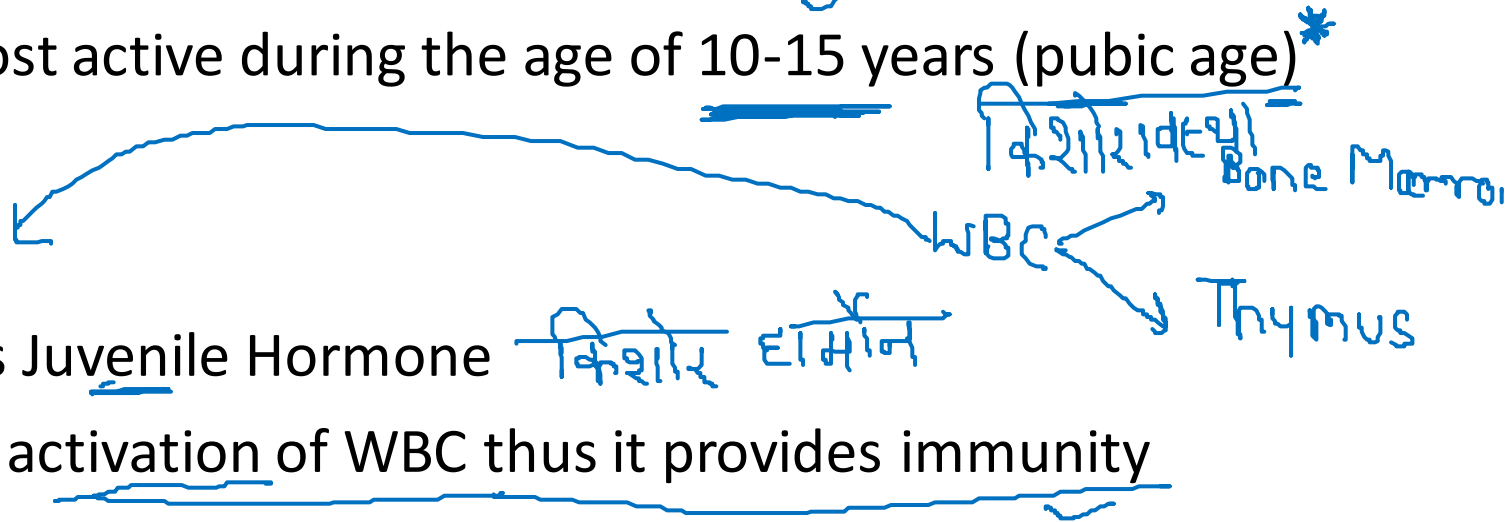 ost active during the age of 10-15 years (pubic age)*
किशोरावस्था
Bone Marro
WBC
Thymus
s Juvenile Hormone किशोर हार्मोन
activation of WBC thus it provides immunity